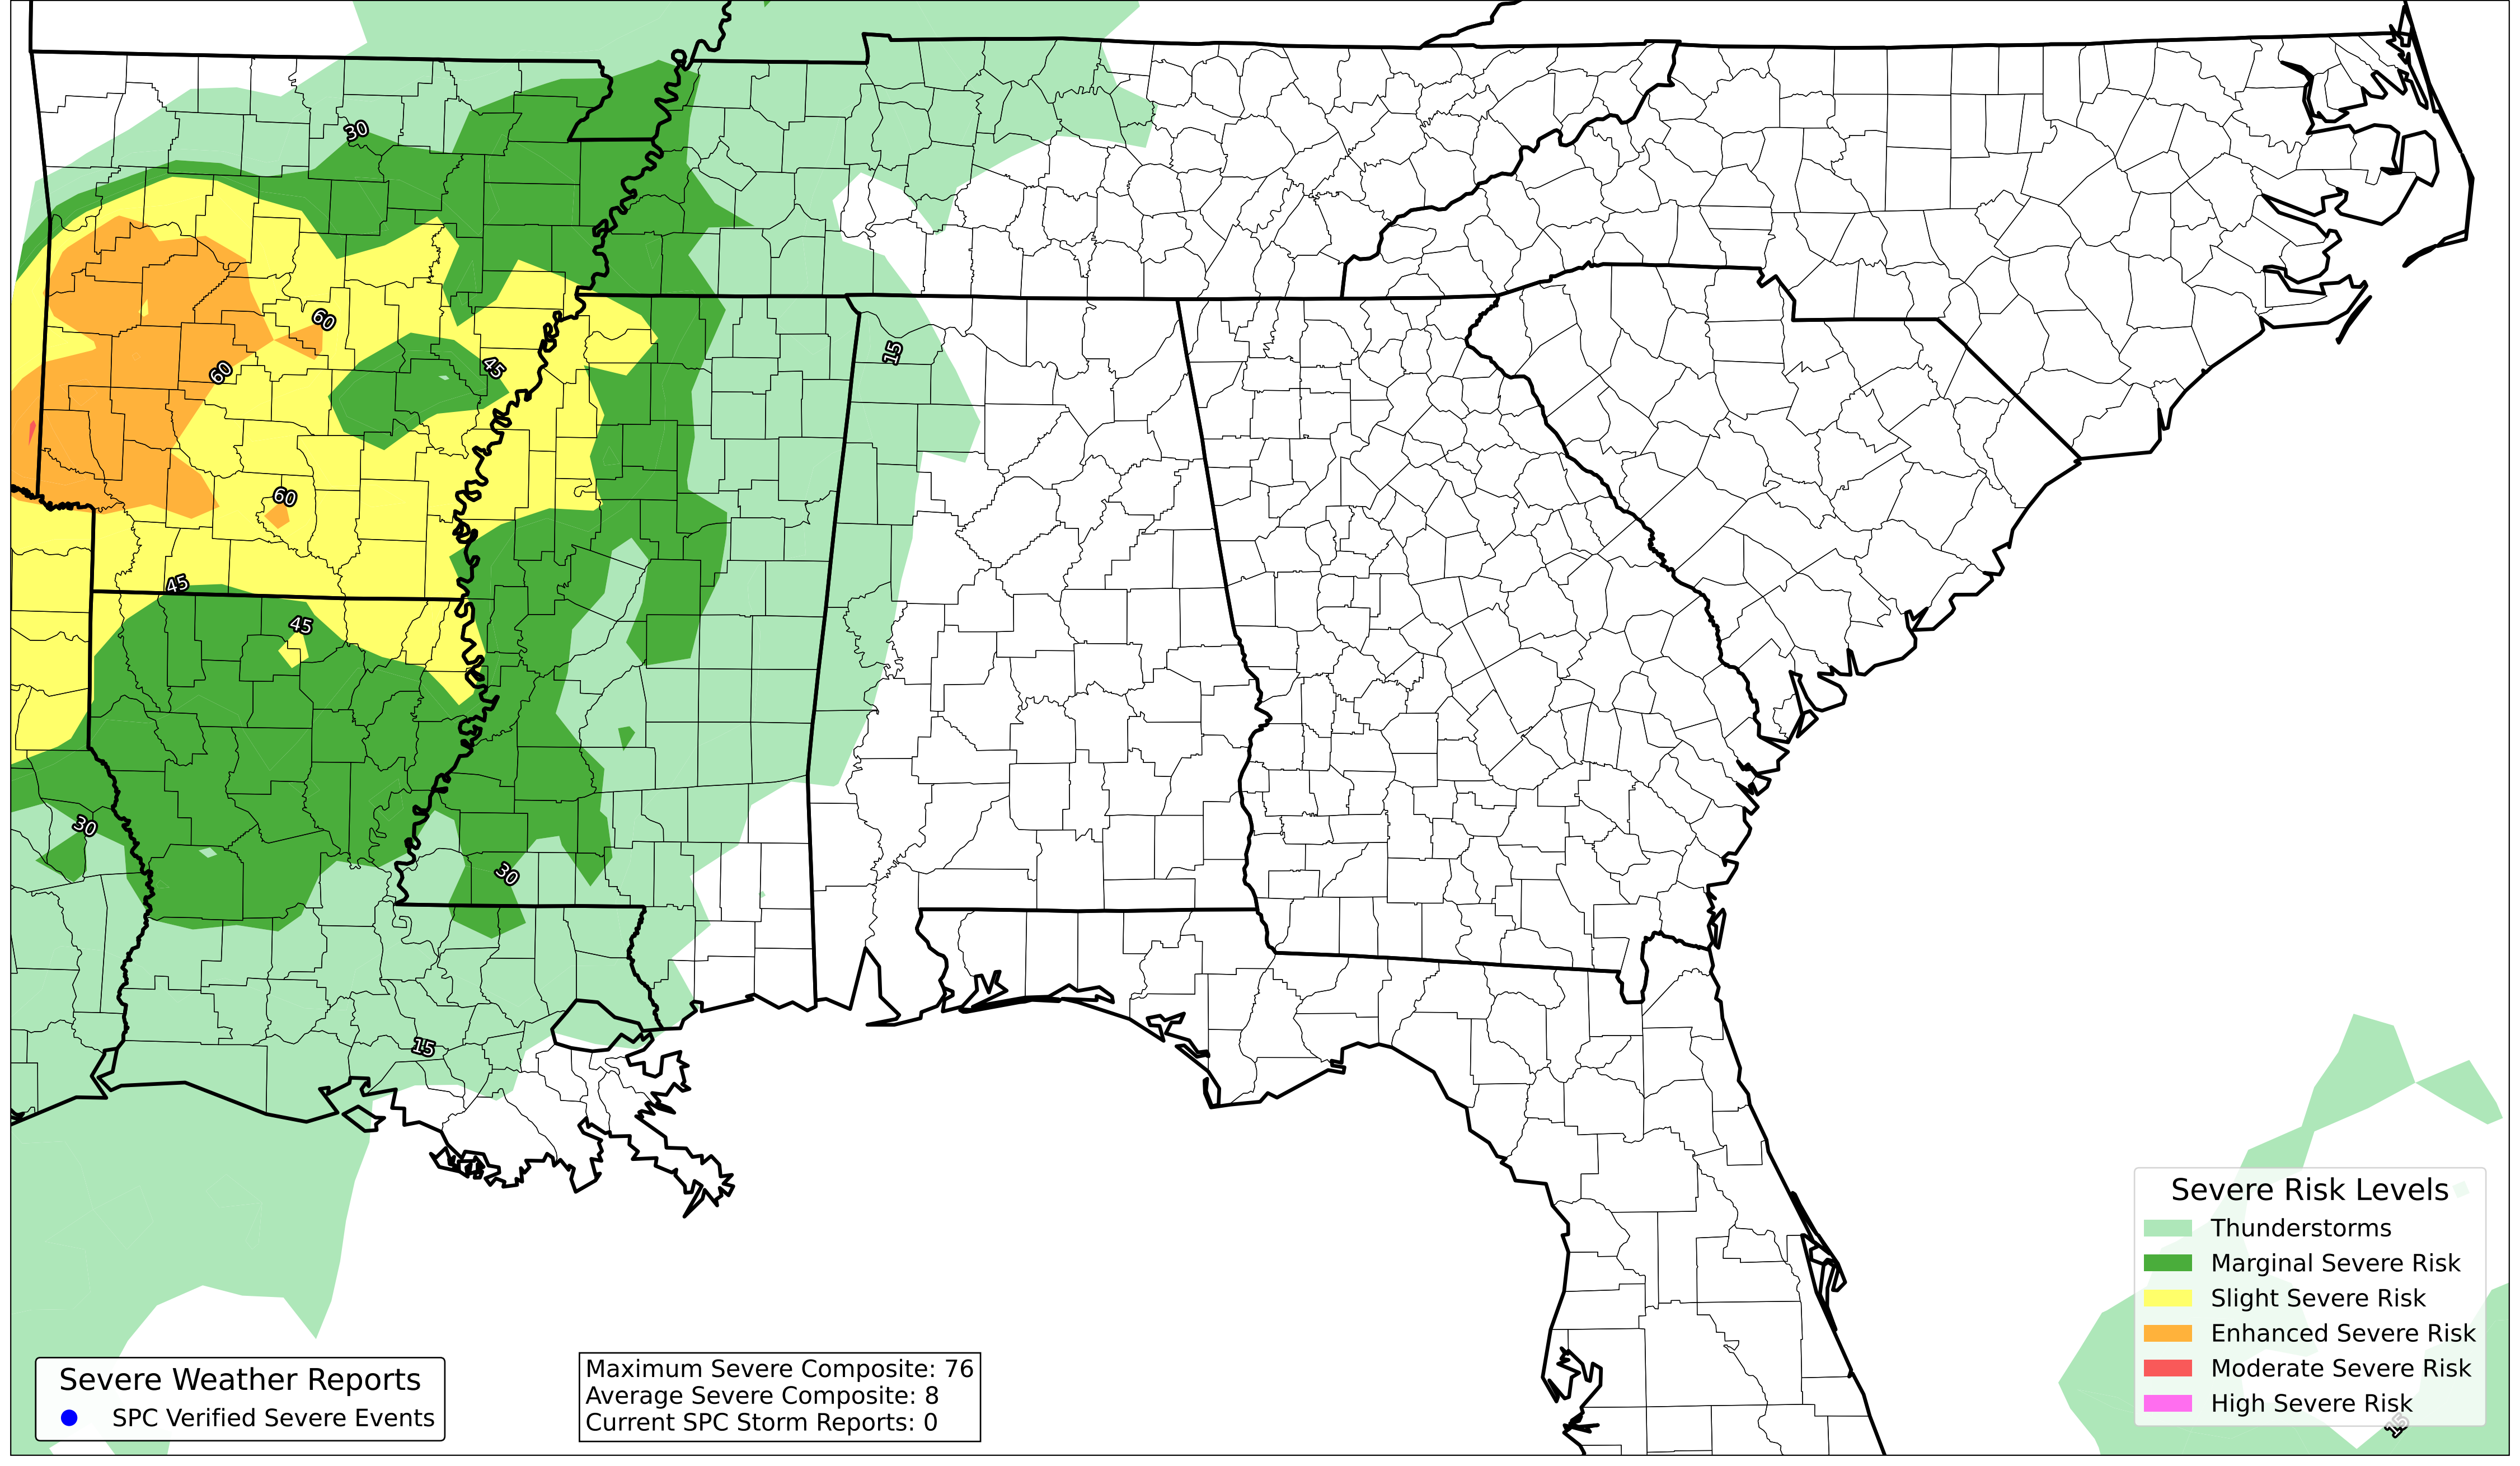 30
60
15
60
45
60
45
45
30
30
15
Severe Risk Levels
Thunderstorms
Marginal Severe Risk
Slight Severe Risk
Enhanced Severe Risk
Moderate Severe Risk
High Severe Risk
15
Severe Weather Reports
SPC Verified Severe Events
Maximum Severe Composite: 76
Average Severe Composite: 8
Current SPC Storm Reports: 0